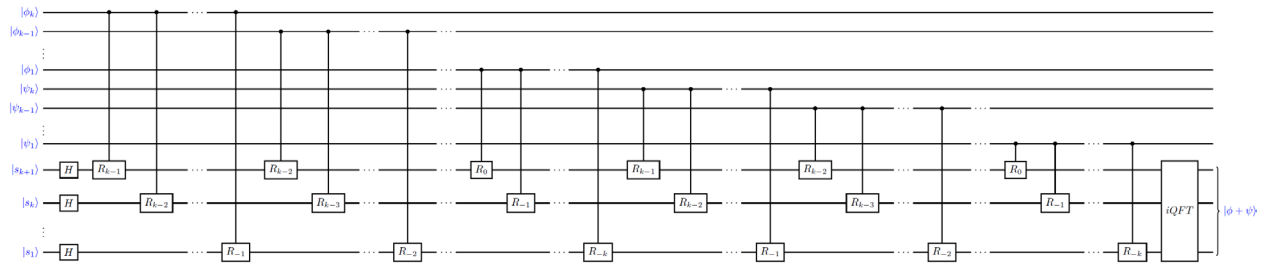 |ϕ_k⟩
|ϕ_{k−1}⟩
⋮
|ϕ_1⟩
|ψ_k⟩
|ψ_{k−1}⟩
⋮
|ψ_1⟩
|s_{k+1}⟩ H R_{k−1} R_{k−2} R_0 R_{k−1} R_{k−2} R_0
|s_k⟩ H R_{k−2} R_{k−3} R_{−1} R_{k−2} R_{k−3} R_{−1} iQFT |ϕ + ψ⟩
⋮
|s_1⟩ H R_{−1} R_{−2} R_{−k} R_{−1} R_{−2} R_{−k}